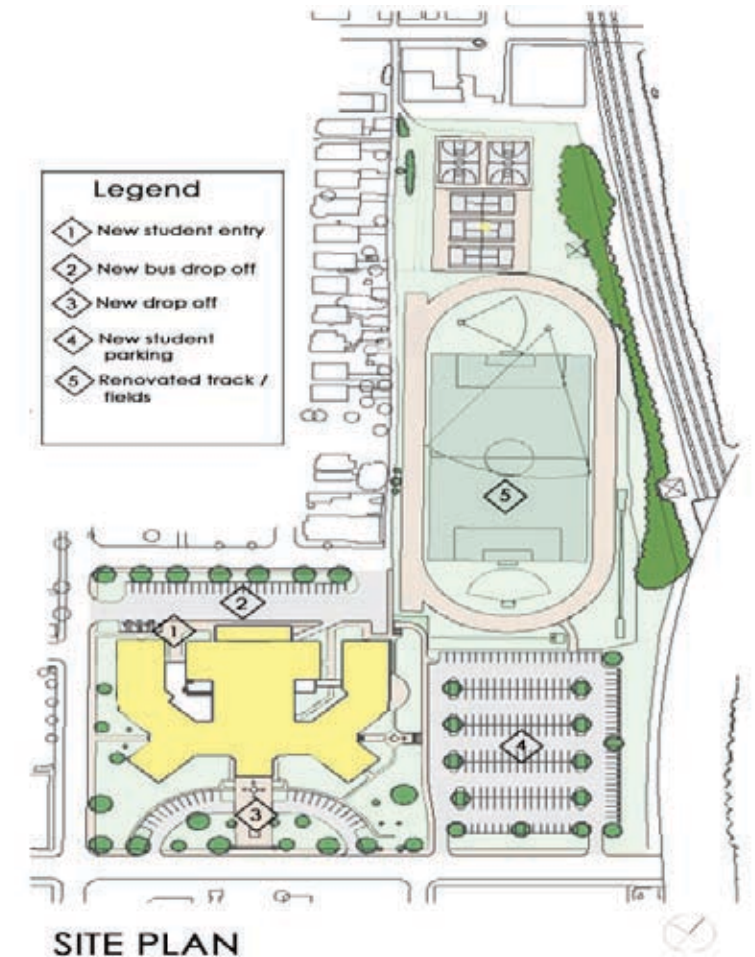 Legend
1 New student entry
2 New bus drop off
3 New drop off
4 New student
parking
5 Renovated track /
fields
5
2
1
4
3
SITE PLAN